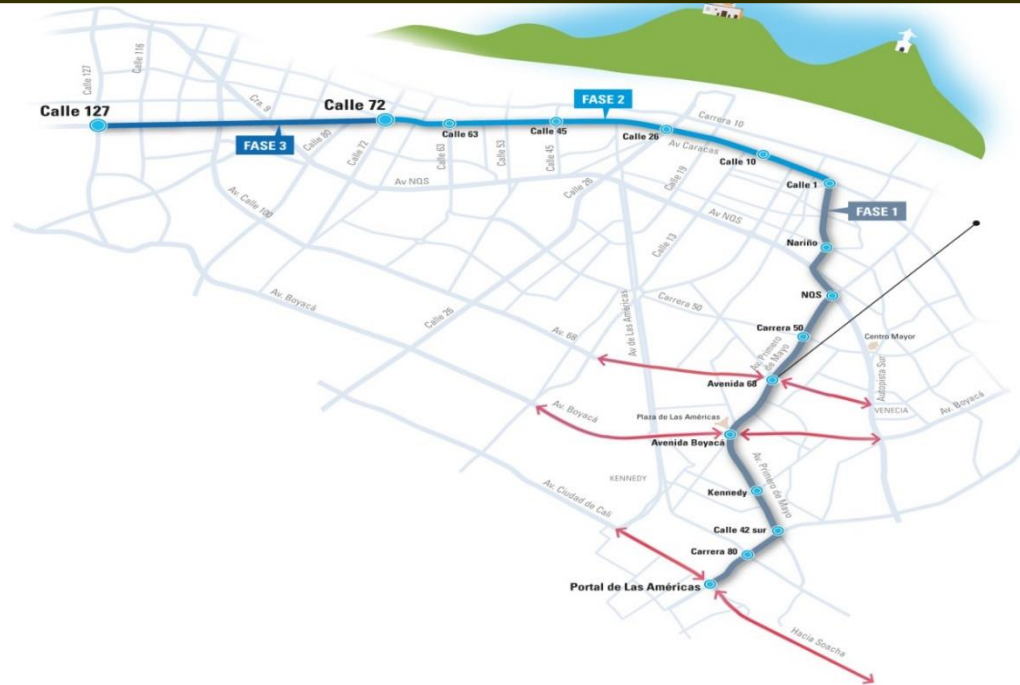 Calle 127
Calle 116
Calle 127
Cra. 9
Calle 72
FASE 3
Calle 80
Calle 72
Calle 63
Calle 63
Calle 53
Calle 45
Calle 45
FASE 2
Calle 26
Carrera 10
Av Caracas
Calle 10
Calle 1
FASE 1
Av. Calle 100
Av NQS
Calle 26
Calle 19
Av NQS
Calle 13
Nariño
NQS
Av. Boyacá
Calle 26
Av de Las Américas
Carrera 50
Carrera 50
Centro Mayor
Av. 68
Av. Primero
de Mayo
Avenida 68
Autopista Sur
VENECIA
Av. Boyacá
Av. Boyacá
Plaza de Las Américas
Avenida Boyacá
KENNEDY
Kennedy
Av. Primero de Mayo
Av. Ciudad de Cali
Calle 42 sur
Carrera 80
Portal de Las Américas
Hacia Soacha